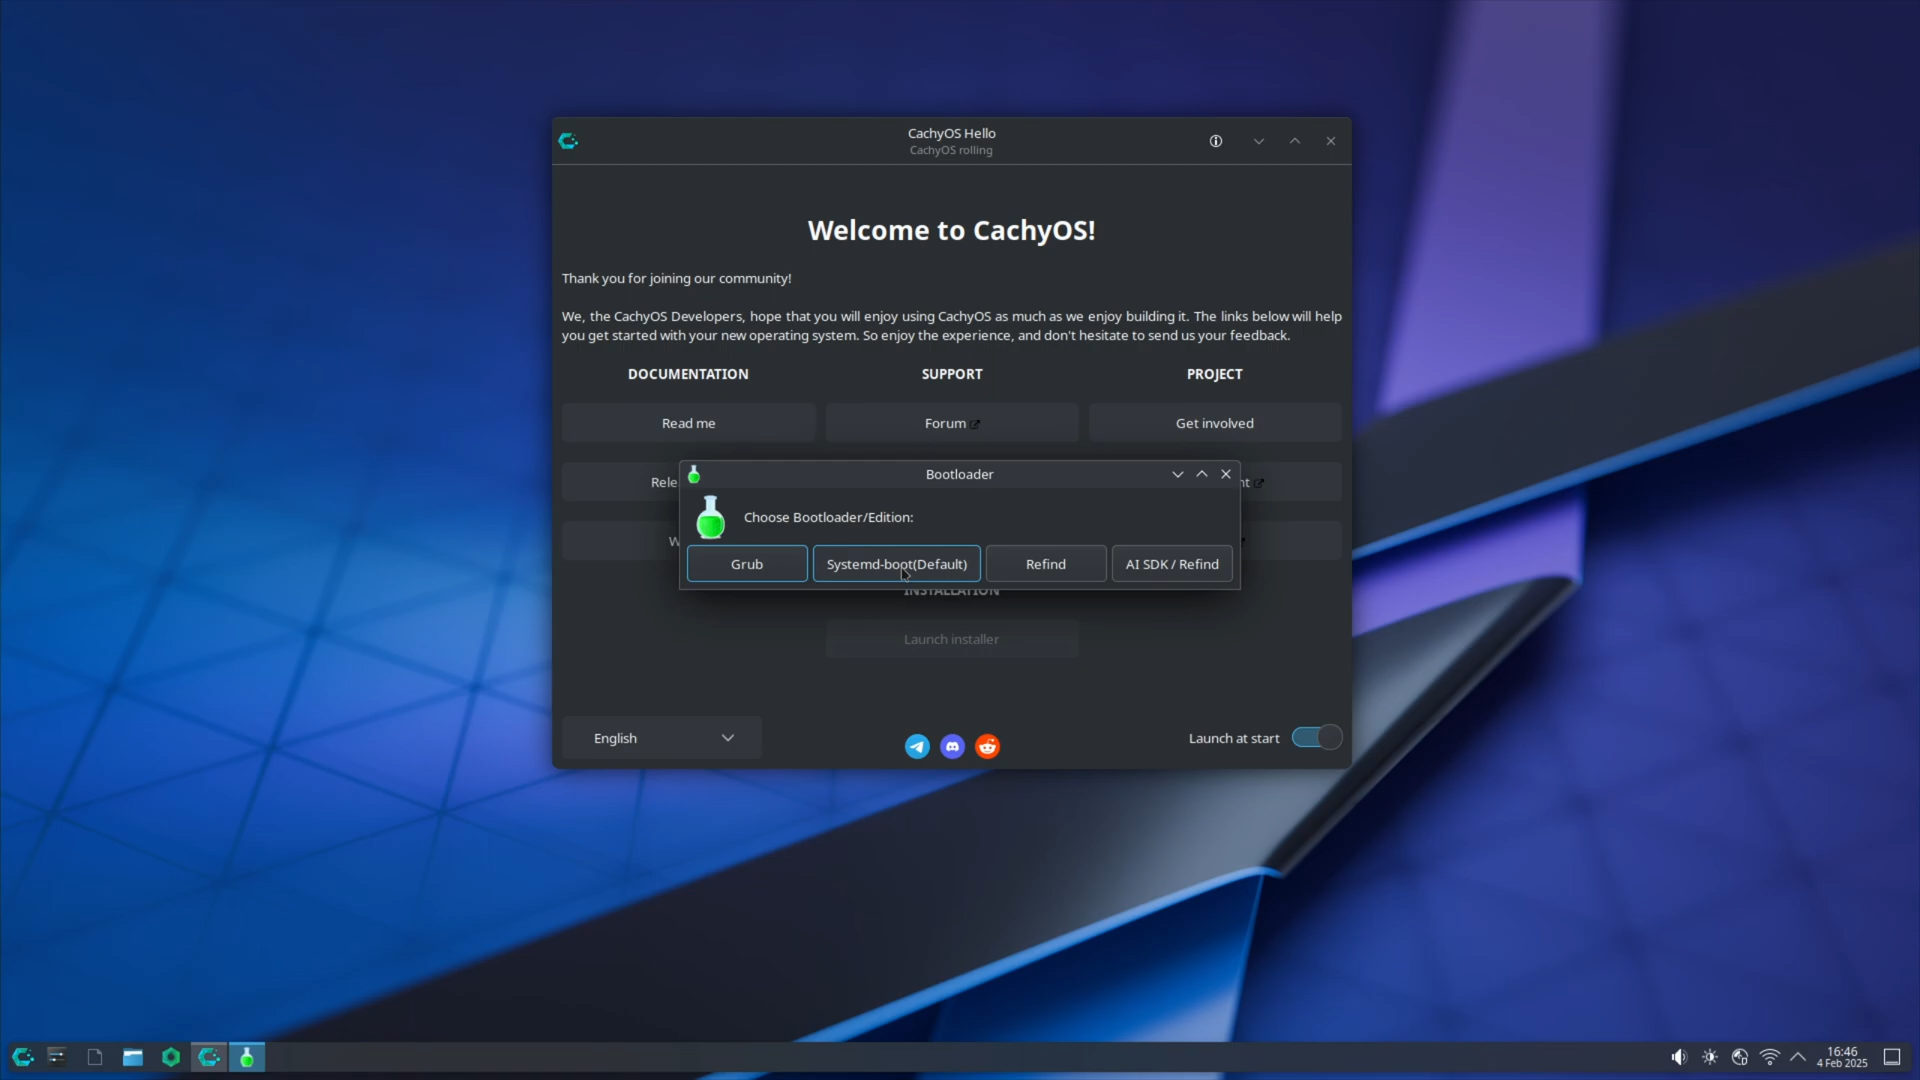 CachyOS Hello
CachyOS rolling
Welcome to CachyOS!
Thank you for joining our community!
We, the CachyOS Developers, hope that you will enjoy using CachyOS as much as we enjoy building it. The links below will help
you get started with your new operating system. So enjoy the experience, and don't hesitate to send us your feedback.
DOCUMENTATION
SUPPORT
PROJECT
Read me
Forum
Get involved
Rele
nt
W
Bootloader
Choose Bootloader/Edition:
Grub
Systemd-boot(Default)
Refind
AI SDK / Refind
INSTALLATION
Launch installer
English
Launch at start
16:46
4 Feb 2025